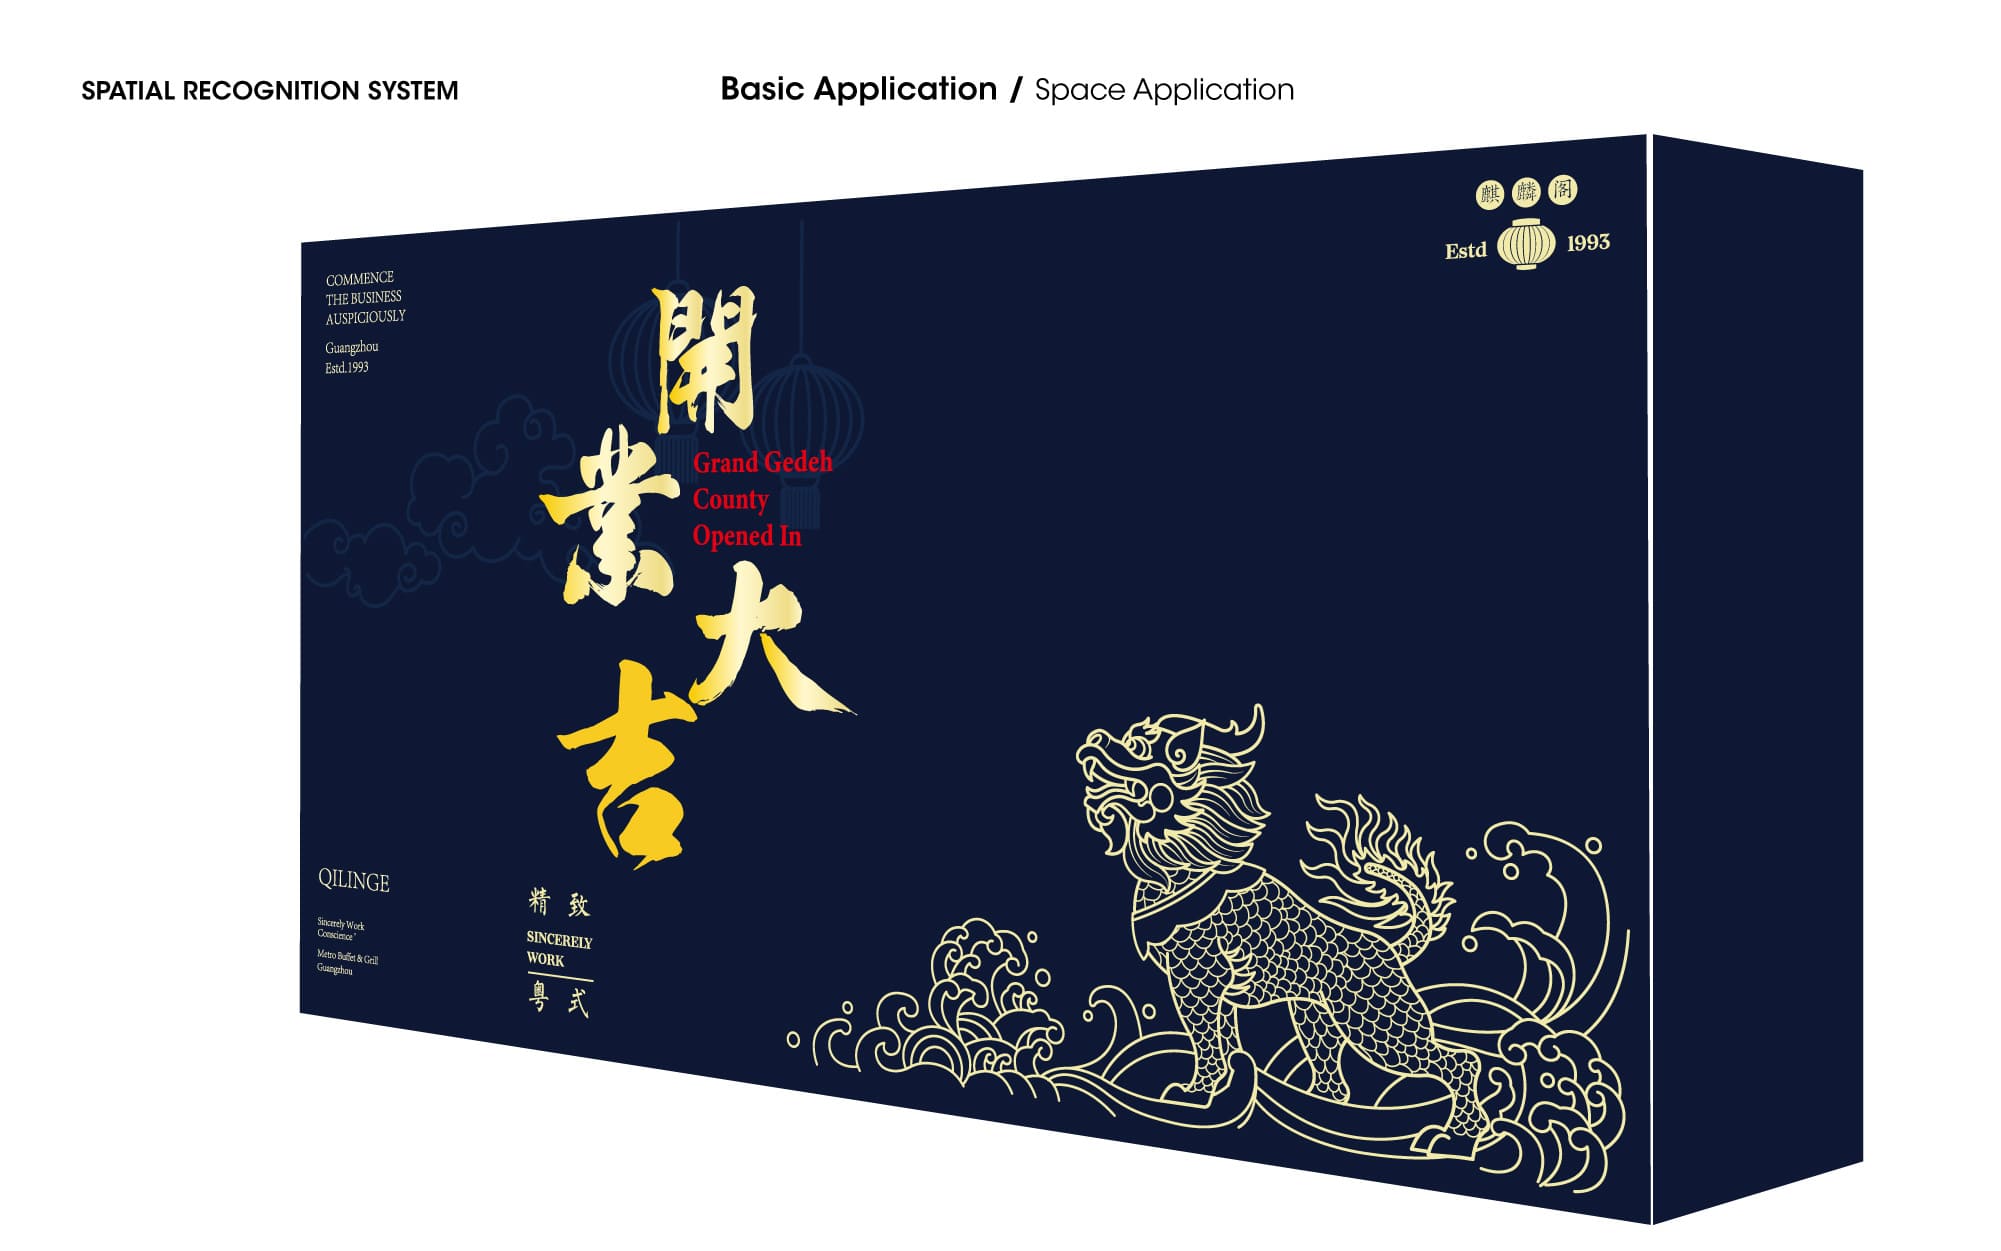 SPATIAL RECOGNITION SYSTEM
Basic Application / Space Application
COMMENCE
THE BUSINESS
AUSPICIOUSLY
Guangzhou
Estd.1993
麒麟阁
Estd 1993
開
業
Grand Gedeh
County
Opened In
大
吉
QILINGE
Sincerely Work
Conscience"
Metro Buffet & Grill
Guangzhou
精 致
SINCERELY
WORK
粤 式